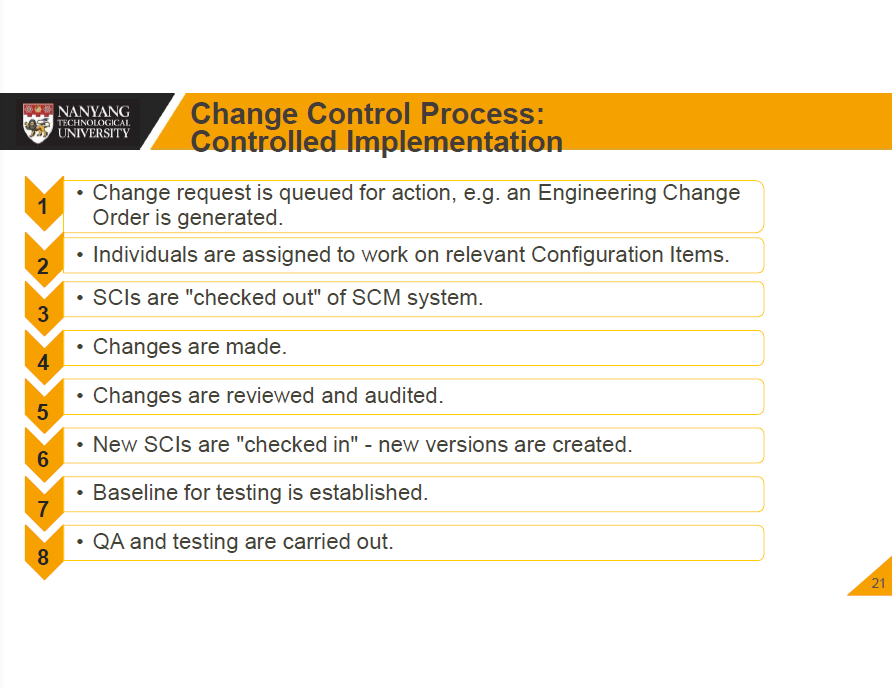 NANYANG
TECHNOLOGICAL
UNIVERSITY
Change Control Process:
Controlled Implementation
1
• Change request is queued for action, e.g. an Engineering Change
Order is generated.
2
• Individuals are assigned to work on relevant Configuration Items.
3
• SCIs are "checked out" of SCM system.
4
• Changes are made.
5
• Changes are reviewed and audited.
6
• New SCIs are "checked in" - new versions are created.
7
• Baseline for testing is established.
8
• QA and testing are carried out.
21